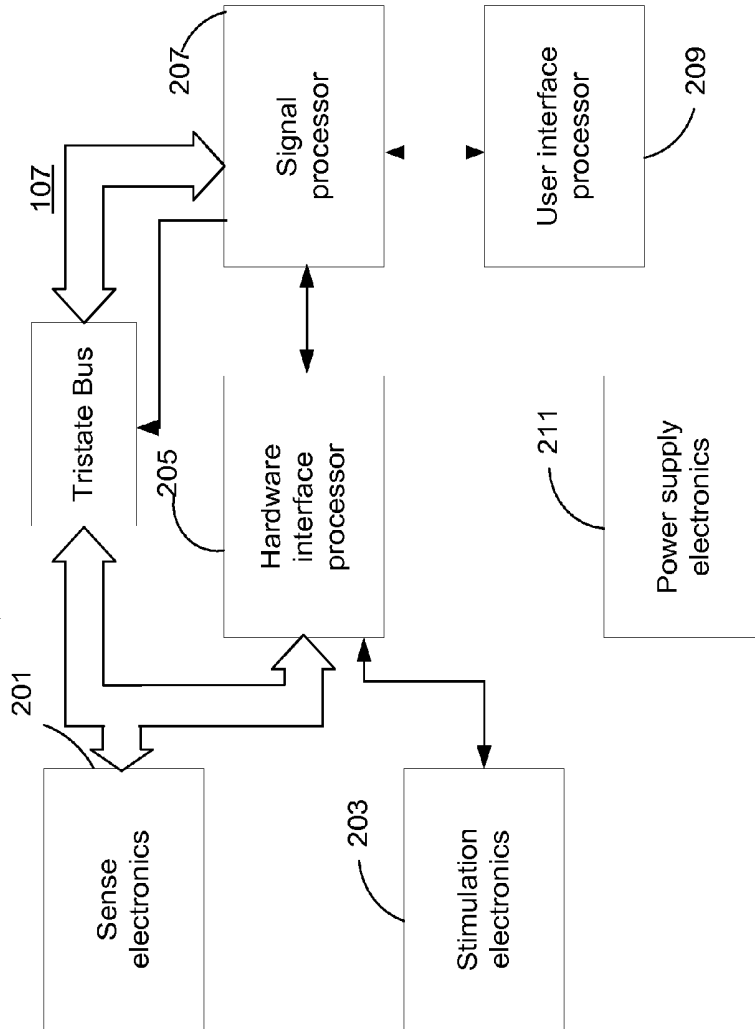 107
201
Sense
electronics
Tristate Bus
207
Signal
processor
205
Hardware
interface
processor
203
Stimulation
electronics
209
User interface
processor
211
Power supply
electronics